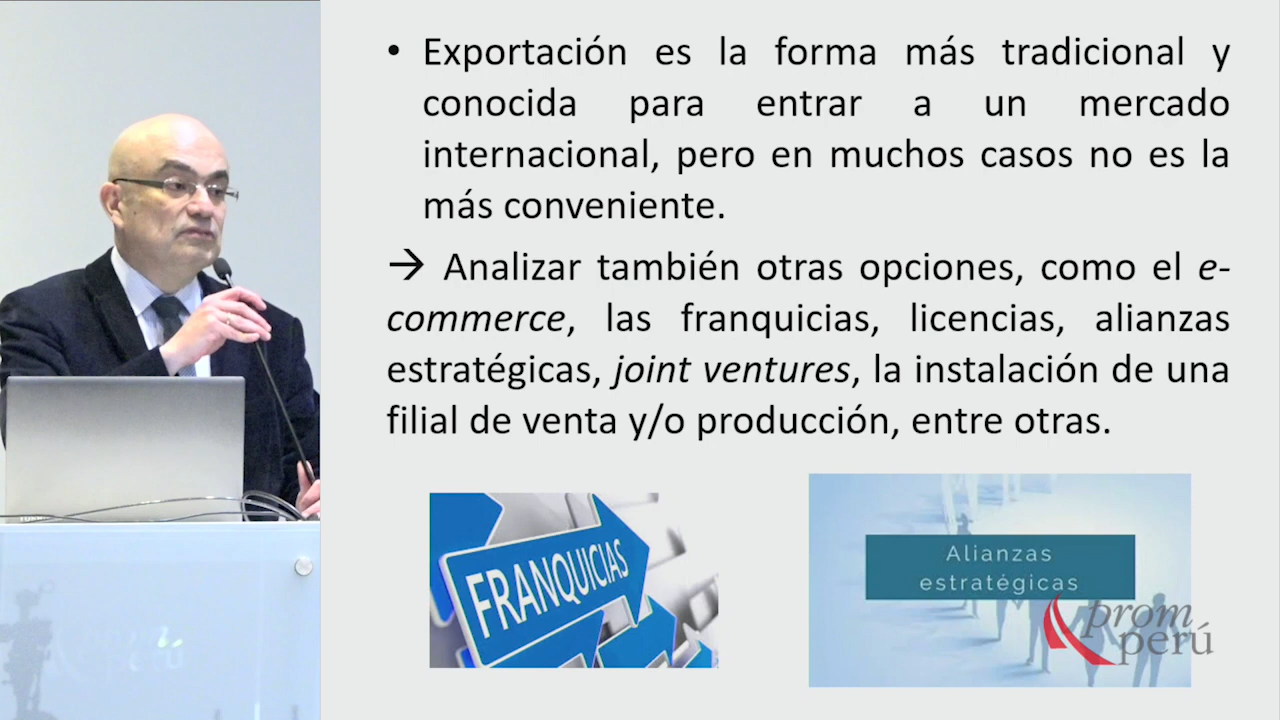 • Exportación es la forma más tradicional y
conocida para entrar a un mercado
internacional, pero en muchos casos no es la
más conveniente.
→ Analizar también otras opciones, como el e-
commerce, las franquicias, licencias, alianzas
estratégicas, joint ventures, la instalación de una
filial de venta y/o producción, entre otras.
FRANQUICIAS
Alianzas
estratégicas
prom
perú